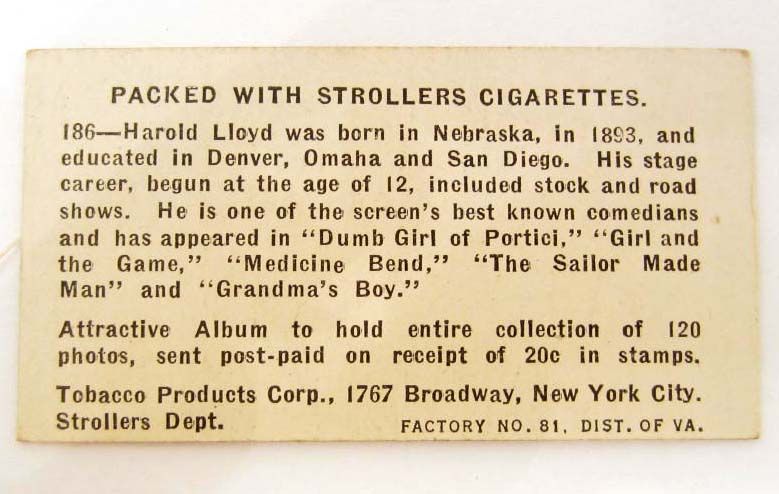 PACKED WITH STROLLERS CIGARETTES.
186—Harold Lloyd was born in Nebraska, in 1893, and
educated in Denver, Omaha and San Diego. His stage
career, begun at the age of 12, included stock and road
shows. He is one of the screen's best known comedians
and has appeared in "Dumb Girl of Portici," "Girl and
the Game," "Medicine Bend," "The Sailor Made
Man" and "Grandma's Boy."
Attractive Album to hold entire collection of 120
photos, sent post-paid on receipt of 20c in stamps.
Tobacco Products Corp., 1767 Broadway, New York City.
Strollers Dept. FACTORY NO. 81, DIST. OF VA.